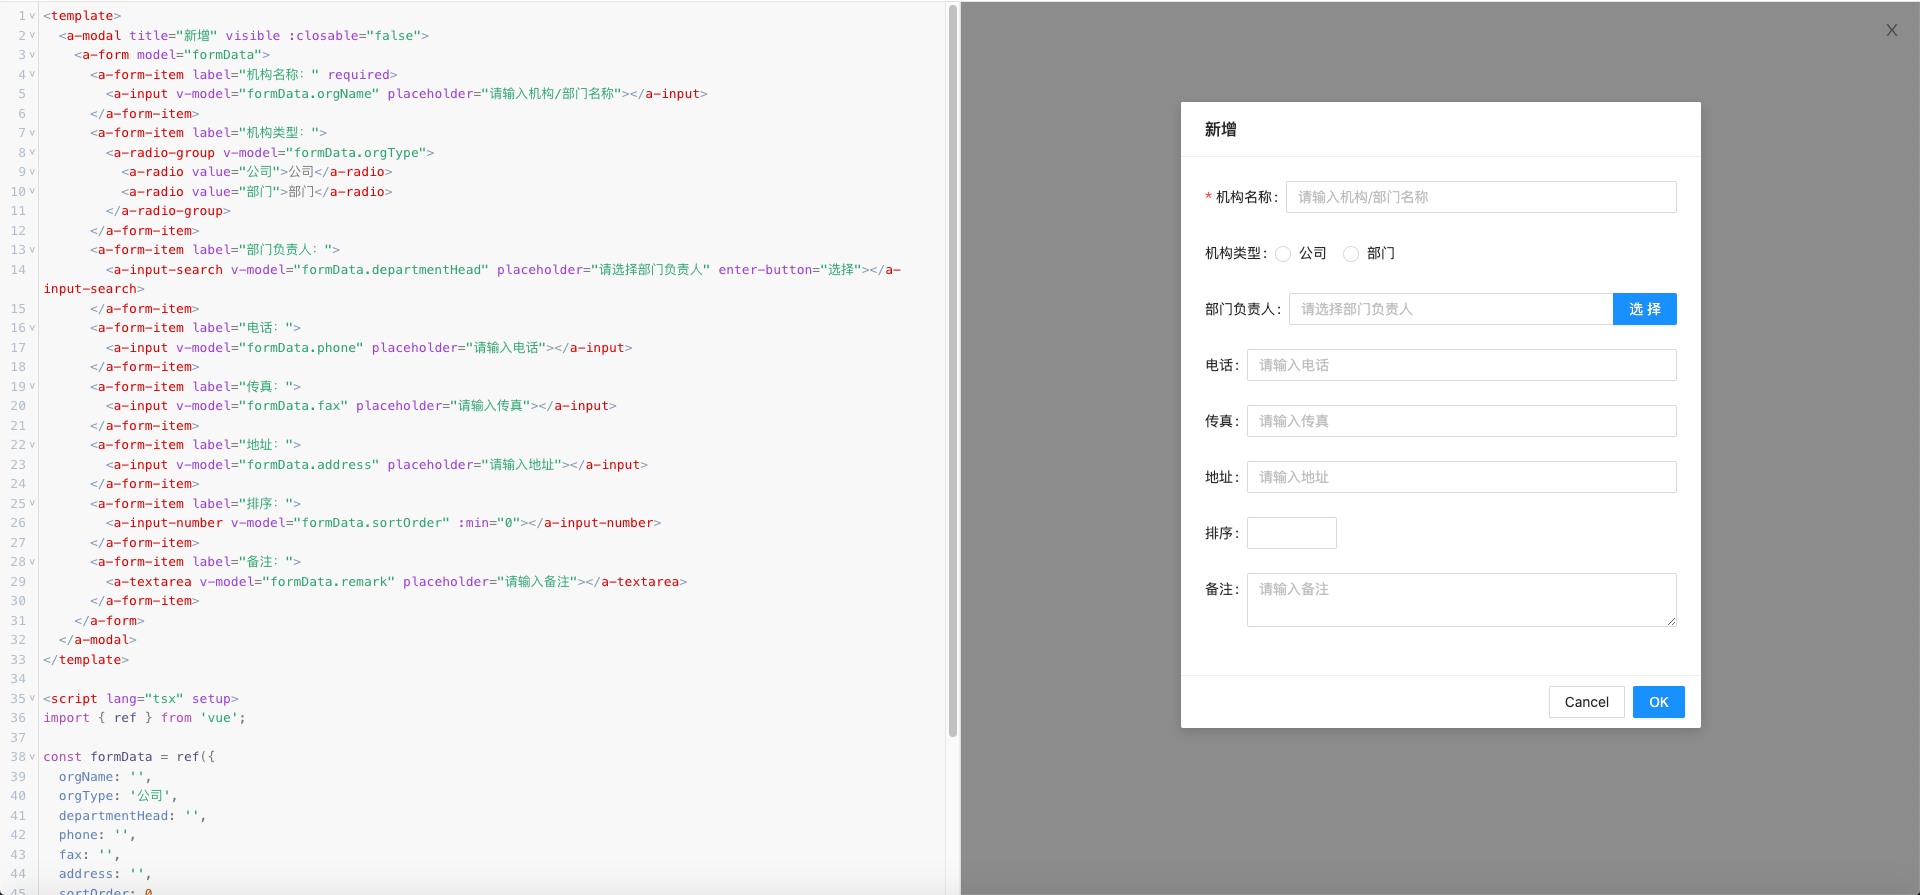 1 <template>
2 <a-modal title="新增" visible :closable="false">
3 <a-form model="formData">
4 <a-form-item label="机构名称：" required>
5 <a-input v-model="formData.orgName" placeholder="请输入机构/部门名称"></a-input>
6 </a-form-item>
7 <a-form-item label="机构类型：">
8 <a-radio-group v-model="formData.orgType">
9 <a-radio value="公司">公司</a-radio>
10 <a-radio value="部门">部门</a-radio>
11 </a-radio-group>
12 </a-form-item>
13 <a-form-item label="部门负责人：">
14 <a-input-search v-model="formData.departmentHead" placeholder="请选择部门负责人" enter-button="选择"></a-
input-search>
15 </a-form-item>
16 <a-form-item label="电话：">
17 <a-input v-model="formData.phone" placeholder="请输入电话"></a-input>
18 </a-form-item>
19 <a-form-item label="传真：">
20 <a-input v-model="formData.fax" placeholder="请输入传真"></a-input>
21 </a-form-item>
22 <a-form-item label="地址：">
23 <a-input v-model="formData.address" placeholder="请输入地址"></a-input>
24 </a-form-item>
25 <a-form-item label="排序：">
26 <a-input-number v-model="formData.sortOrder" :min="0"></a-input-number>
27 </a-form-item>
28 <a-form-item label="备注：">
29 <a-textarea v-model="formData.remark" placeholder="请输入备注"></a-textarea>
30 </a-form-item>
31 </a-form>
32 </a-modal>
33 </template>
34
35 <script lang="tsx" setup>
36 import { ref } from 'vue';
37
38 const formData = ref({
39 orgName: '',
40 orgType: '公司',
41 departmentHead: '',
42 phone: '',
43 fax: '',
44 address: '',
45 sortOrder: 0
新增
* 机构名称： 请输入机构/部门名称
机构类型： 公司 部门
部门负责人： 请选择部门负责人 选 择
电话： 请输入电话
传真： 请输入传真
地址： 请输入地址
排序：
备注： 请输入备注
Cancel OK